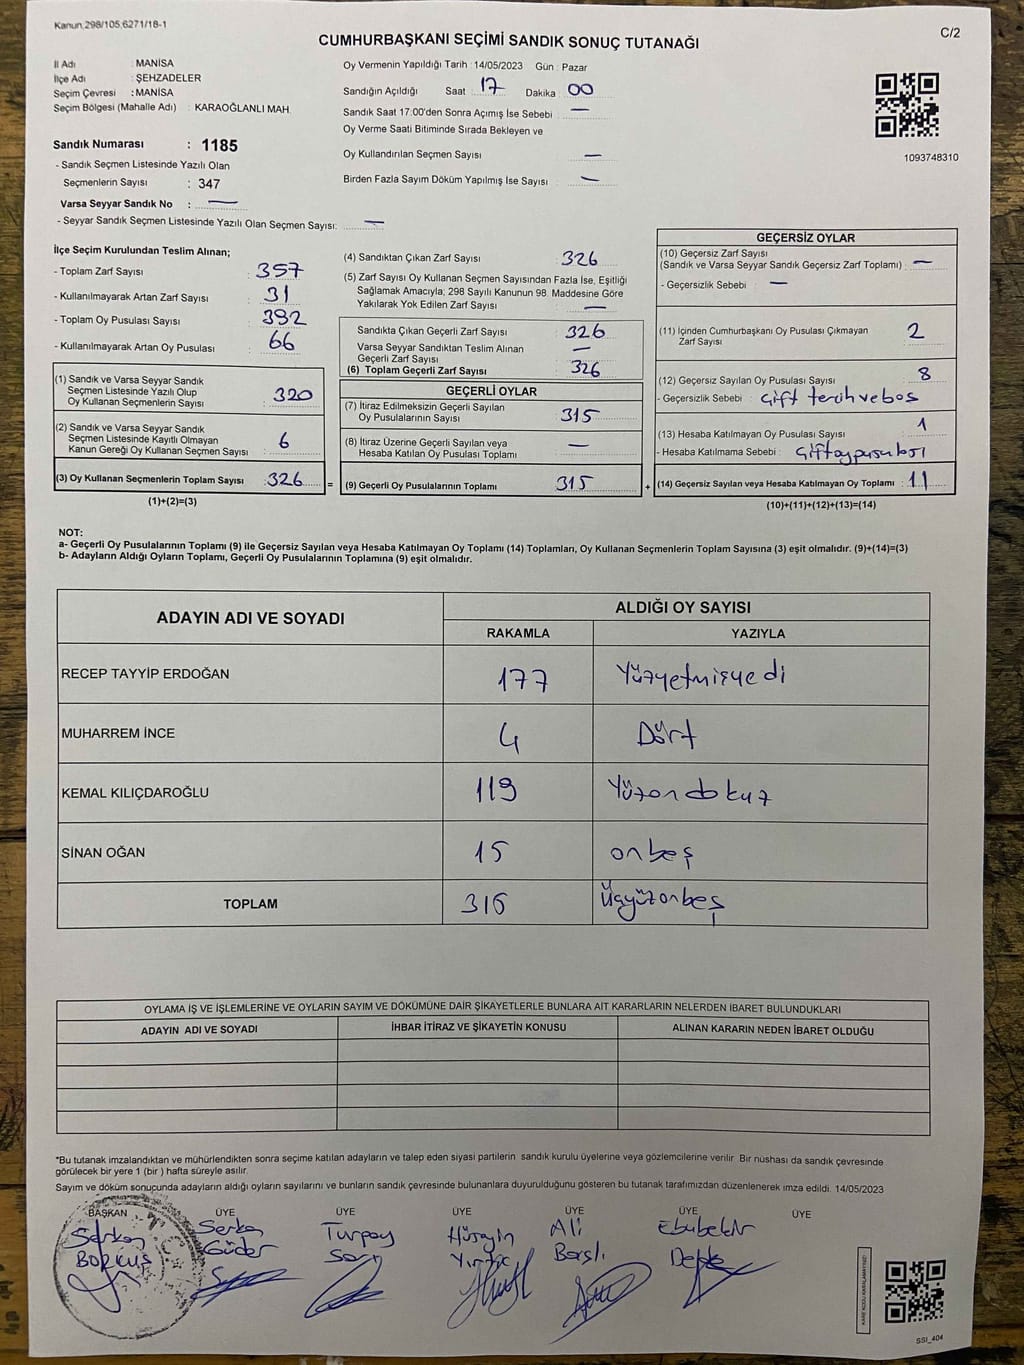 Kanun 298/105,6271/18-1
C/2
CUMHURBAŞKANI SEÇİMİ SANDIK SONUÇ TUTANAĞI
İl Adı : MANİSA
İlçe Adı : ŞEHZADELER
Seçim Çevresi : MANİSA
Seçim Bölgesi (Mahalle Adı) : KARAOĞLANLI MAH.
Sandık Numarası : 1185
- Sandık Seçmen Listesinde Yazılı Olan
Seçmenlerin Sayısı : 347
Varsa Seyyar Sandık No : —
- Seyyar Sandık Seçmen Listesinde Yazılı Olan Seçmen Sayısı: —
Oy Vermenin Yapıldığı Tarih : 14/05/2023 Gün : Pazar
Sandığın Açıldığı Saat 17 Dakika 00
Sandık Saat 17.00'den Sonra Açımış İse Sebebi —
Oy Verme Saati Bitiminde Sırada Bekleyen ve
Oy Kullandırılan Seçmen Sayısı —
Birden Fazla Sayım Döküm Yapılmış İse Sayısı —
1093748310
İlçe Seçim Kurulundan Teslim Alınan;
- Toplam Zarf Sayısı : 357
- Kullanılmayarak Artan Zarf Sayısı : 31
- Toplam Oy Pusulası Sayısı : 392
- Kullanılmayarak Artan Oy Pusulası : 66
(1) Sandık ve Varsa Seyyar Sandık
Seçmen Listesinde Yazılı Olup
Oy Kullanan Seçmenlerin Sayısı : 320
(2) Sandık ve Varsa Seyyar Sandık
Seçmen Listesinde Kayıtlı Olmayan
Kanun Gereği Oy Kullanan Seçmen Sayısı : 6
(3) Oy Kullanan Seçmenlerin Toplam Sayısı : 326
(1)+(2)=(3)
(4) Sandıktan Çıkan Zarf Sayısı : 326
(5) Zarf Sayısı Oy Kullanan Seçmen Sayısından Fazla İse, Eşitliği
Sağlamak Amacıyla; 298 Sayılı Kanunun 98. Maddesine Göre
Yakılarak Yok Edilen Zarf Sayısı —
Sandıkta Çıkan Geçerli Zarf Sayısı : 326
Varsa Seyyar Sandıktan Teslim Alınan
Geçerli Zarf Sayısı —
(6) Toplam Geçerli Zarf Sayısı : 326
GEÇERLİ OYLAR
(7) İtiraz Edilmeksizin Geçerli Sayılan
Oy Pusulalarının Sayısı : 315
(8) İtiraz Üzerine Geçerli Sayılan veya
Hesaba Katılan Oy Pusulası Toplamı —
= (9) Geçerli Oy Pusulalarının Toplamı : 315
GEÇERSİZ OYLAR
(10) Geçersiz Zarf Sayısı
(Sandık ve Varsa Seyyar Sandık Geçersiz Zarf Toplamı) : —
- Geçersizlik Sebebi : —
(11) İçinden Cumhurbaşkanı Oy Pusulası Çıkmayan
Zarf Sayısı : 2
(12) Geçersiz Sayılan Oy Pusulası Sayısı : 8
- Geçersizlik Sebebi : Çift tercih ve boş
(13) Hesaba Katılmayan Oy Pusulası Sayısı : 1
- Hesaba Katılmama Sebebi : Çift oy pusulası
+ (14) Geçersiz Sayılan veya Hesaba Katılmayan Oy Toplamı : 11
(10)+(11)+(12)+(13)=(14)
NOT:
a- Geçerli Oy Pusulalarının Toplamı (9) ile Geçersiz Sayılan veya Hesaba Katılmayan Oy Toplamı (14) Toplamları, Oy Kullanan Seçmenlerin Toplam Sayısına (3) eşit olmalıdır. (9)+(14)=(3)
b- Adayların Aldığı Oyların Toplamı, Geçerli Oy Pusulalarının Toplamına (9) eşit olmalıdır.
ADAYIN ADI VE SOYADI ALDIĞI OY SAYISI
RAKAMLA YAZIYLA
RECEP TAYYİP ERDOĞAN 177 Yüzyetmişyedi
MUHARREM İNCE 4 Dört
KEMAL KILIÇDAROĞLU 119 Yüzondokuz
SİNAN OĞAN 15 onbeş
TOPLAM 315 Üçyüzonbeş
OYLAMA İŞ VE İŞLEMLERİNE VE OYLARIN SAYIM VE DÖKÜMÜNE DAİR ŞİKAYETLERLE BUNLARA AİT KARARLARIN NELERDEN İBARET BULUNDUKLARI
ADAYIN ADI VE SOYADI İHBAR İTİRAZ VE ŞİKAYETİN KONUSU ALINAN KARARIN NEDEN İBARET OLDUĞU
*Bu tutanak imzalandıktan ve mühürlendikten sonra seçime katılan adayların ve talep eden siyasi partilerin sandık kurulu üyelerine veya gözlemcilerine verilir. Bir nüshası da sandık çevresinde
görülecek bir yere 1 (bir) hafta süreyle asılır.
Sayım ve döküm sonucunda adayların aldığı oyların sayılarını ve bunların sandık çevresinde bulunanlara duyurulduğunu gösteren bu tutanak tarafımızdan düzenlenerek imza edildi. 14/05/2023
BAŞKAN ÜYE ÜYE ÜYE ÜYE ÜYE ÜYE
Serkan Serkan Turpay Hüseyin Ali Ebubekir
Güder Sarı
KARE KODU KARALAMAYINIZ!
SSI_404